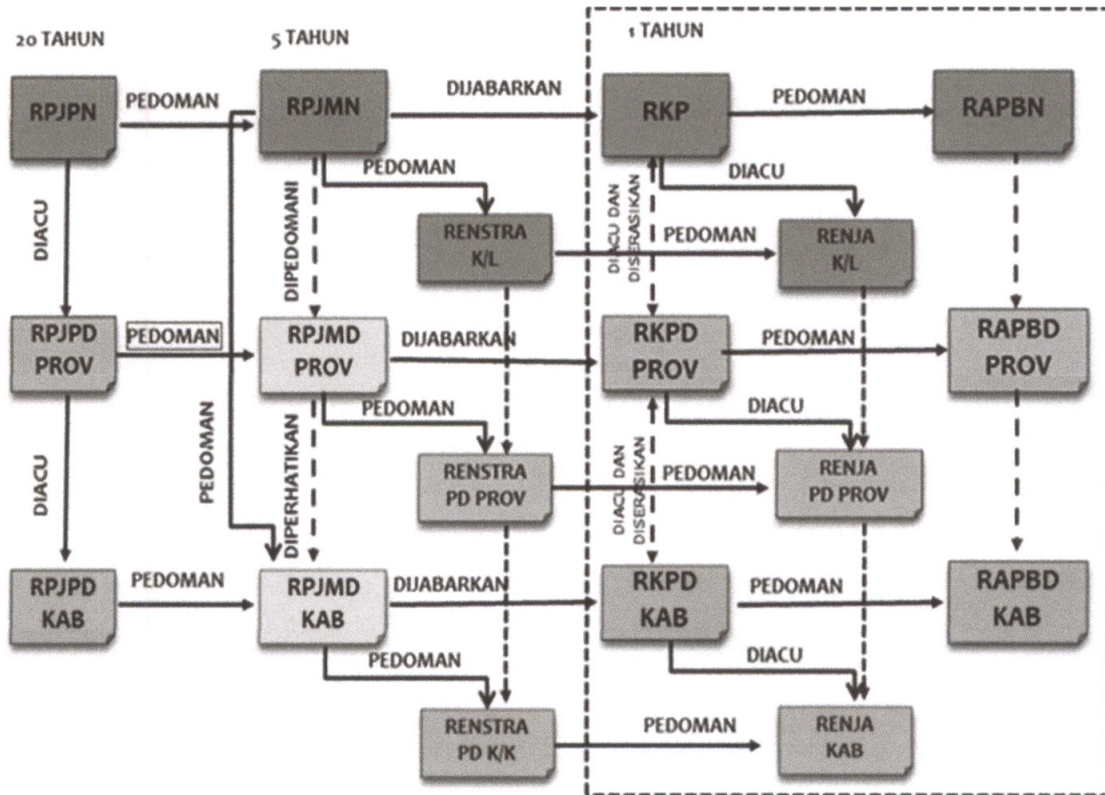 20 TAHUN
5 TAHUN
1 TAHUN
RPJPN
PEDOMAN
RPJMN
DIJABARKAN
RKP
PEDOMAN
RAPBN
PEDOMAN
DIACU
DIACU
DIPEDOMANI
RENSTRA
K/L
PEDOMAN
DIACU DAN
DISERASIKAN
RENJA
K/L
RPJPD
PROV
PEDOMAN
RPJMD
PROV
DIJABARKAN
RKPD
PROV
PEDOMAN
RAPBD
PROV
PEDOMAN
DIACU
DIACU
PEDOMAN
DIPERHATIKAN
RENSTRA
PD PROV
PEDOMAN
DIACU DAN
DISERASIKAN
RENJA
PD PROV
RPJPD
KAB
PEDOMAN
RPJMD
KAB
DIJABARKAN
RKPD
KAB
PEDOMAN
RAPBD
KAB
PEDOMAN
DIACU
RENSTRA
PD K/K
PEDOMAN
RENJA
KAB